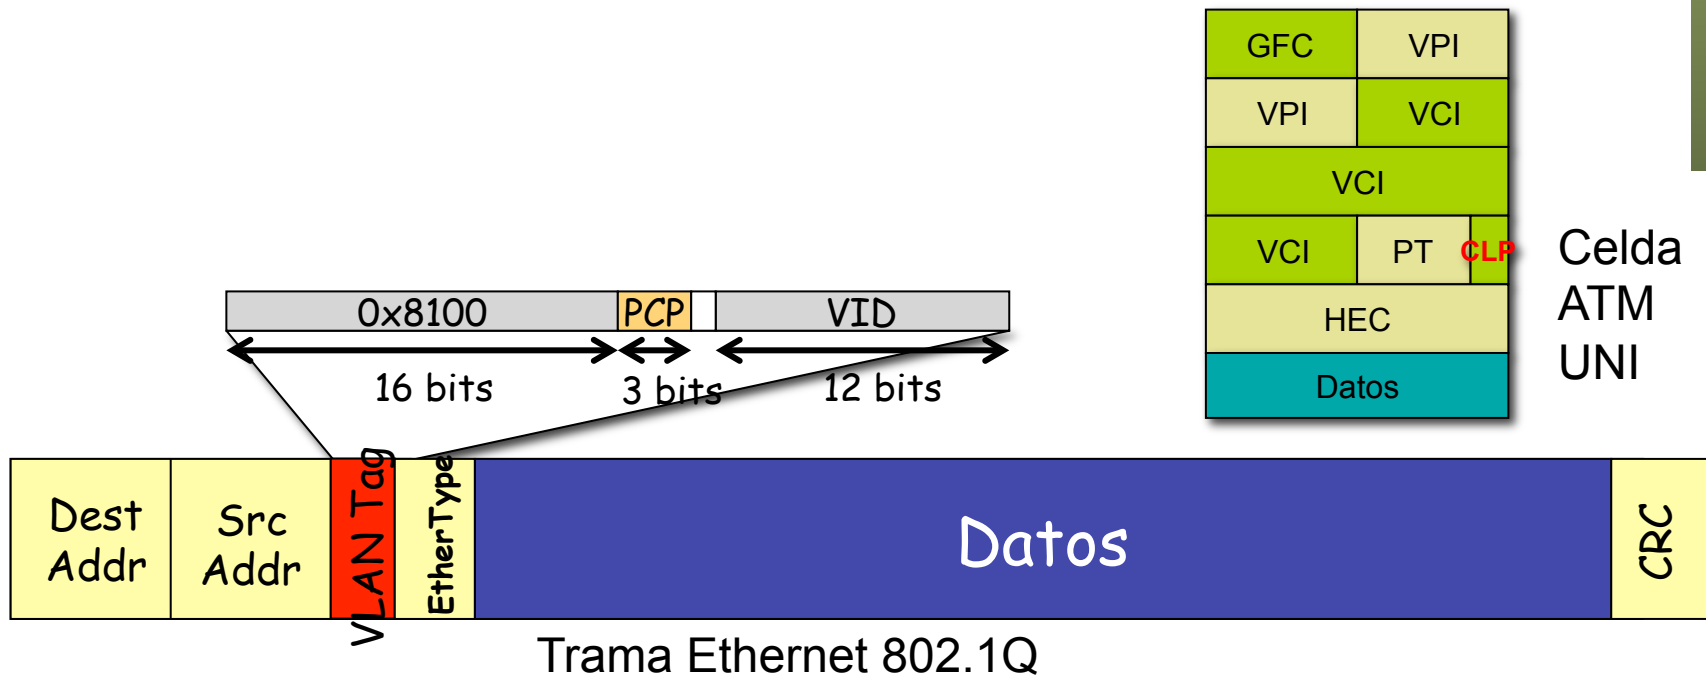 GFC VPI
VPI VCI
VCI
VCI PT CLP
HEC
Datos
Celda
ATM
UNI
0x8100 PCP VID
16 bits 3 bits 12 bits
Dest
Addr
Src
Addr
VLAN Tag
EtherType
Datos
CRC
Trama Ethernet 802.1Q